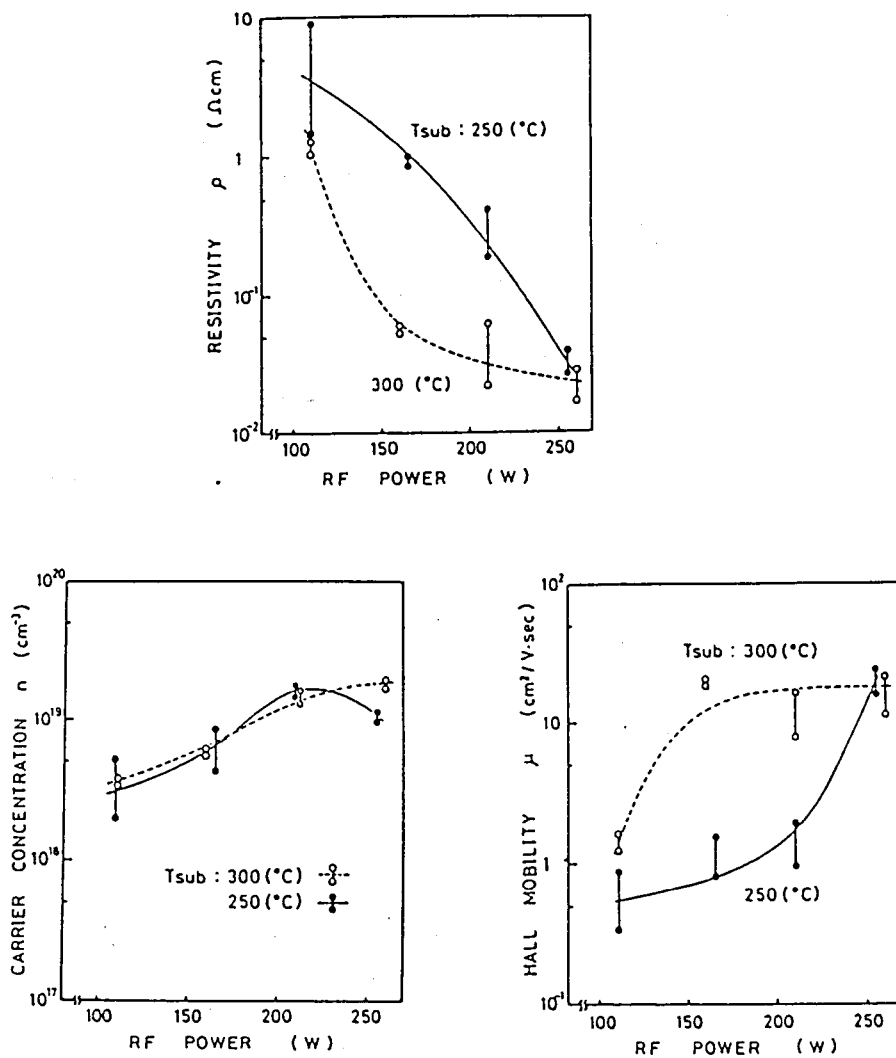 10
1
10⁻¹
10⁻²
RESISTIVITY ρ (Ωcm)
Tsub : 250 (°C)
300 (°C)
100 150 200 250
RF POWER (W)
10²⁰
10¹⁹
10¹⁸
10¹⁷
CARRIER CONCENTRATION n (cm⁻³)
Tsub : 300 (°C)
250 (°C)
100 150 200 250
RF POWER (W)
10²
10
1
10⁻¹
HALL MOBILITY μ (cm²/V·sec)
Tsub : 300 (°C)
250 (°C)
100 150 200 250
RF POWER (W)